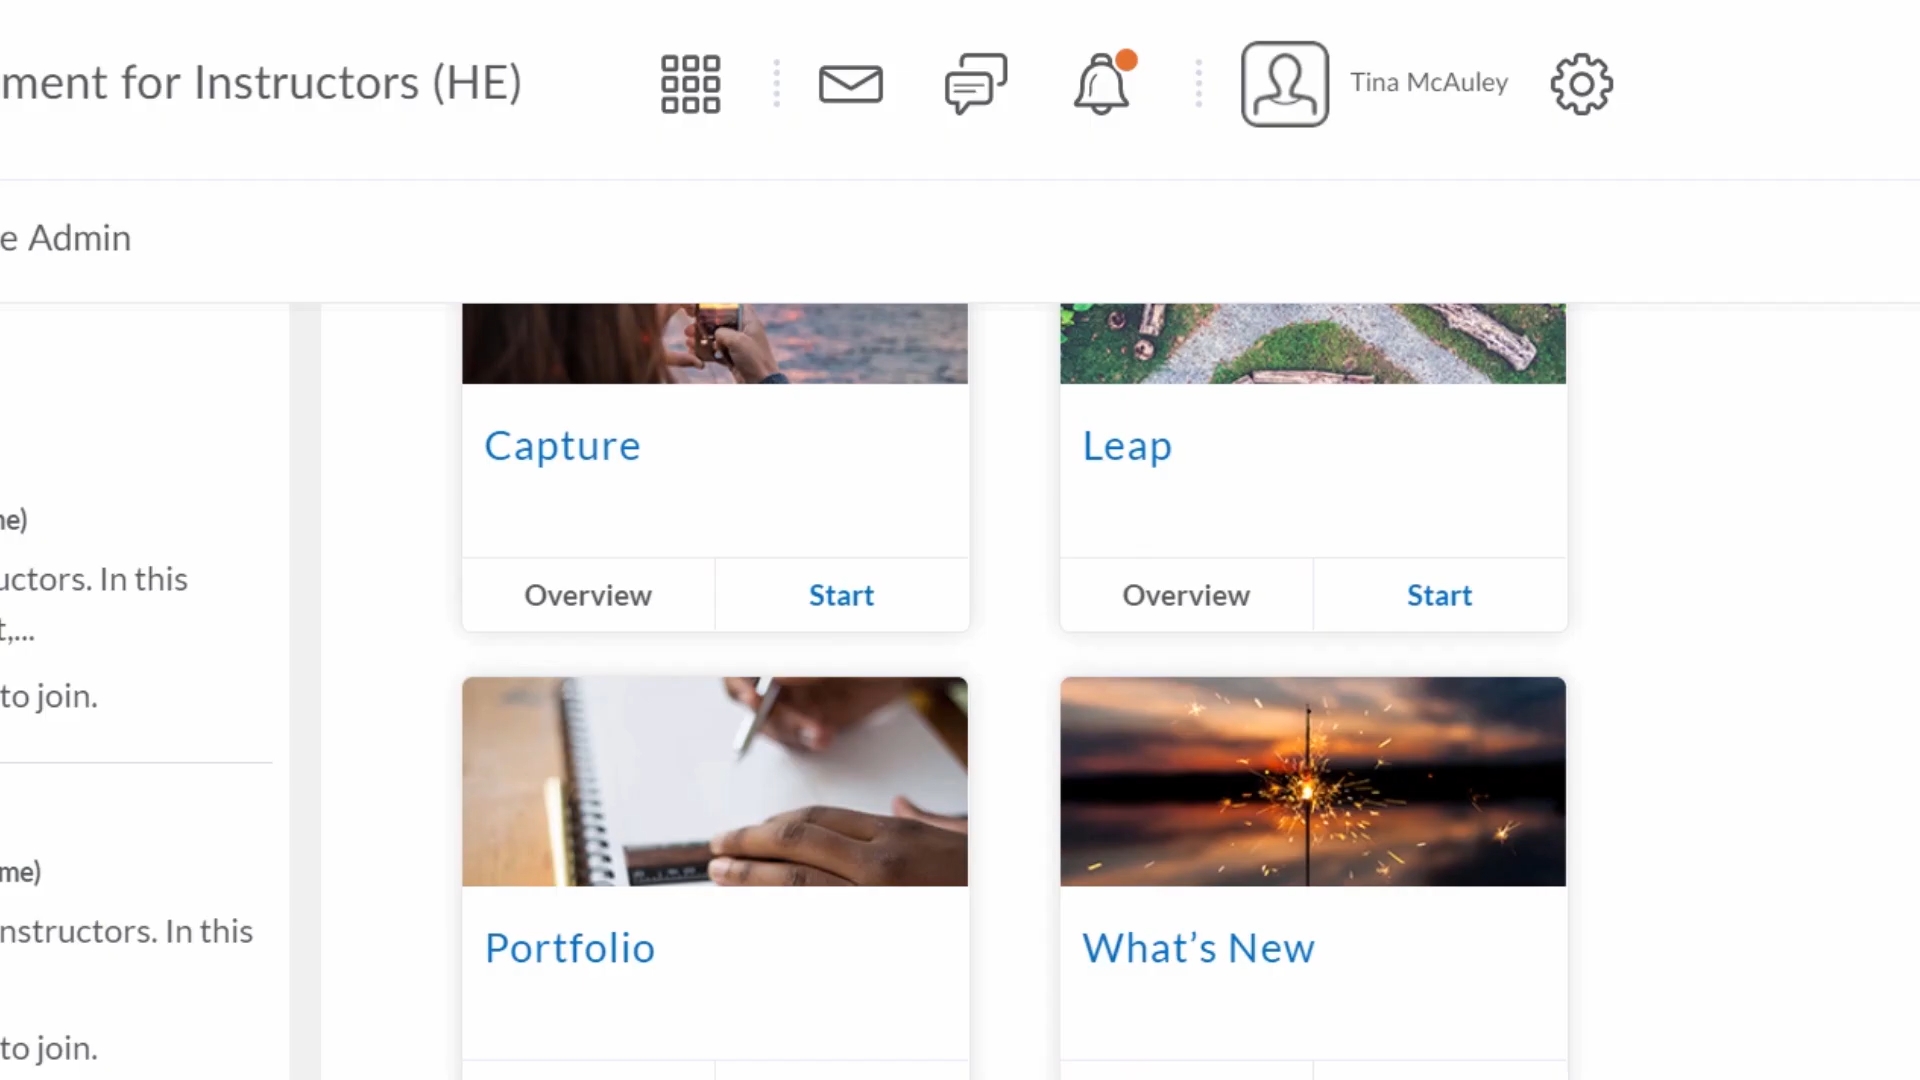 ment for Instructors (HE)
Tina McAuley
e Admin
Capture
Leap
ne)
uctors. In this
t,...
Overview
Start
Overview
Start
to join.
me)
nstructors. In this
Portfolio
What's New
to join.